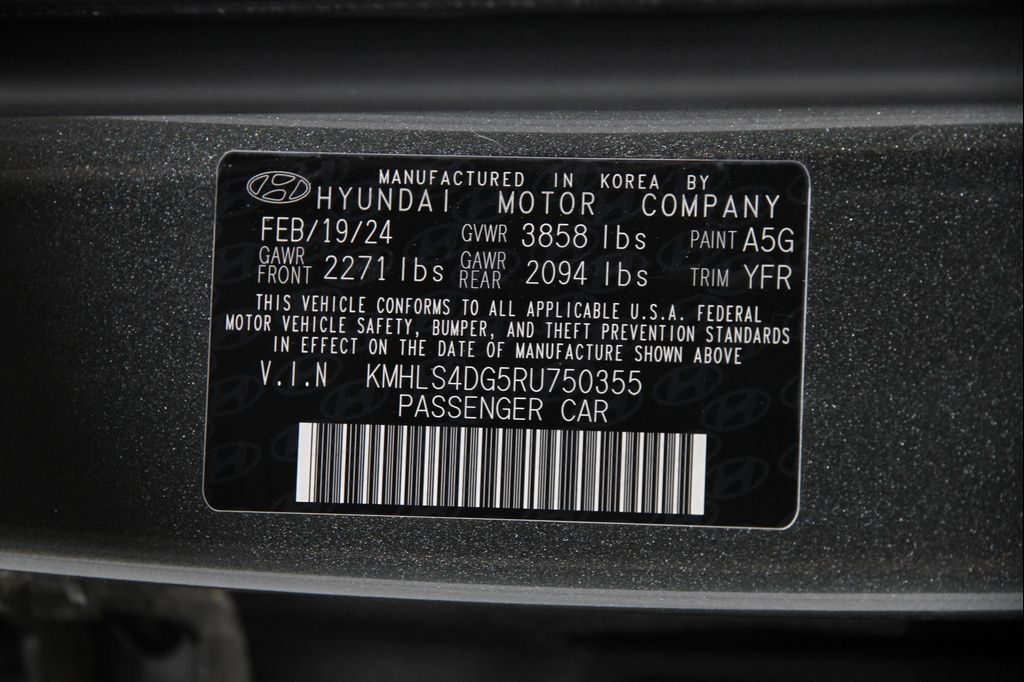 MANUFACTURED IN KOREA BY
HYUNDAI MOTOR COMPANY
FEB/19/24 GVWR 3858 lbs PAINT A5G
GAWR FRONT 2271 lbs GAWR REAR 2094 lbs TRIM YFR
THIS VEHICLE CONFORMS TO ALL APPLICABLE U.S.A. FEDERAL
MOTOR VEHICLE SAFETY, BUMPER, AND THEFT PREVENTION STANDARDS
IN EFFECT ON THE DATE OF MANUFACTURE SHOWN ABOVE
V.I.N KMHLS4DG5RU750355
PASSENGER CAR